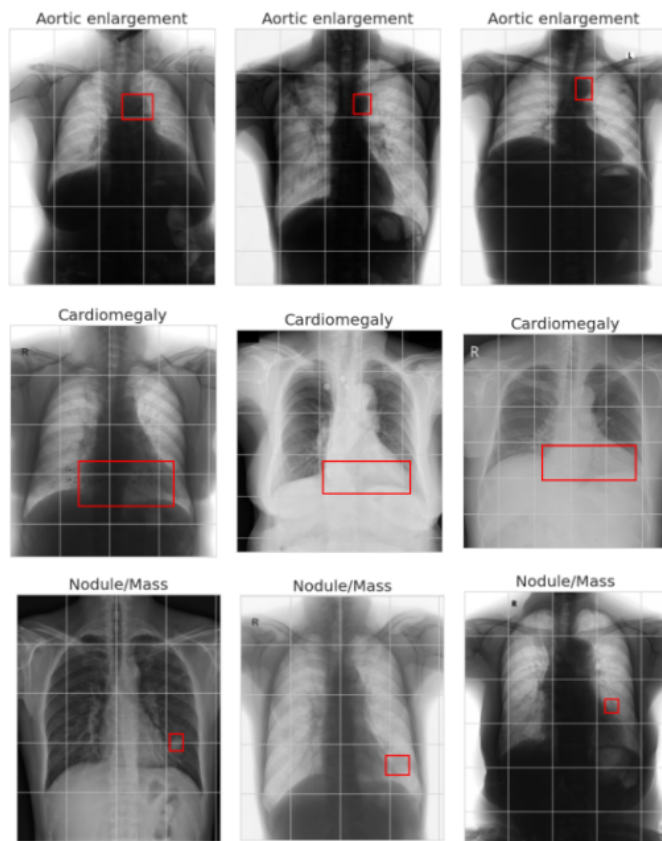 Aortic enlargement
Aortic enlargement
Aortic enlargement
Cardiomegaly
Cardiomegaly
Cardiomegaly
R
R
Nodule/Mass
Nodule/Mass
Nodule/Mass
R
R